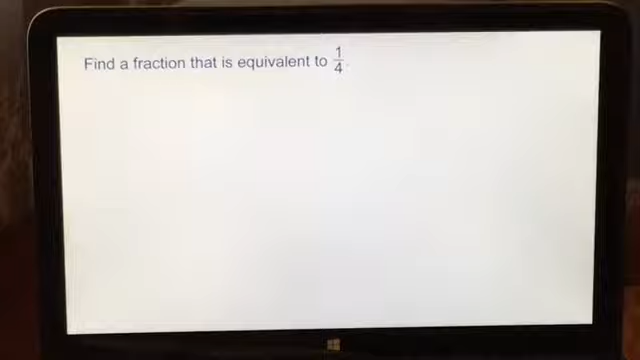 Find a fraction that is equivalent to 1/4.